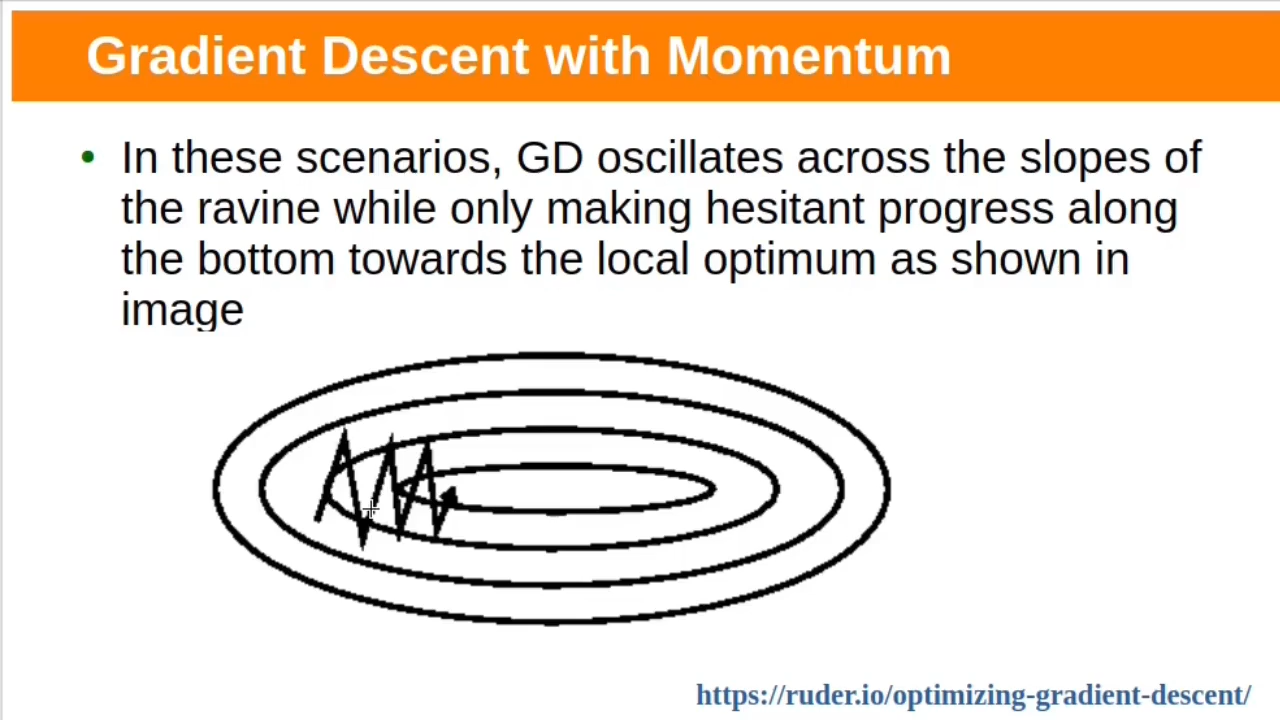 Gradient Descent with Momentum
• In these scenarios, GD oscillates across the slopes of
the ravine while only making hesitant progress along
the bottom towards the local optimum as shown in
image
https://ruder.io/optimizing-gradient-descent/